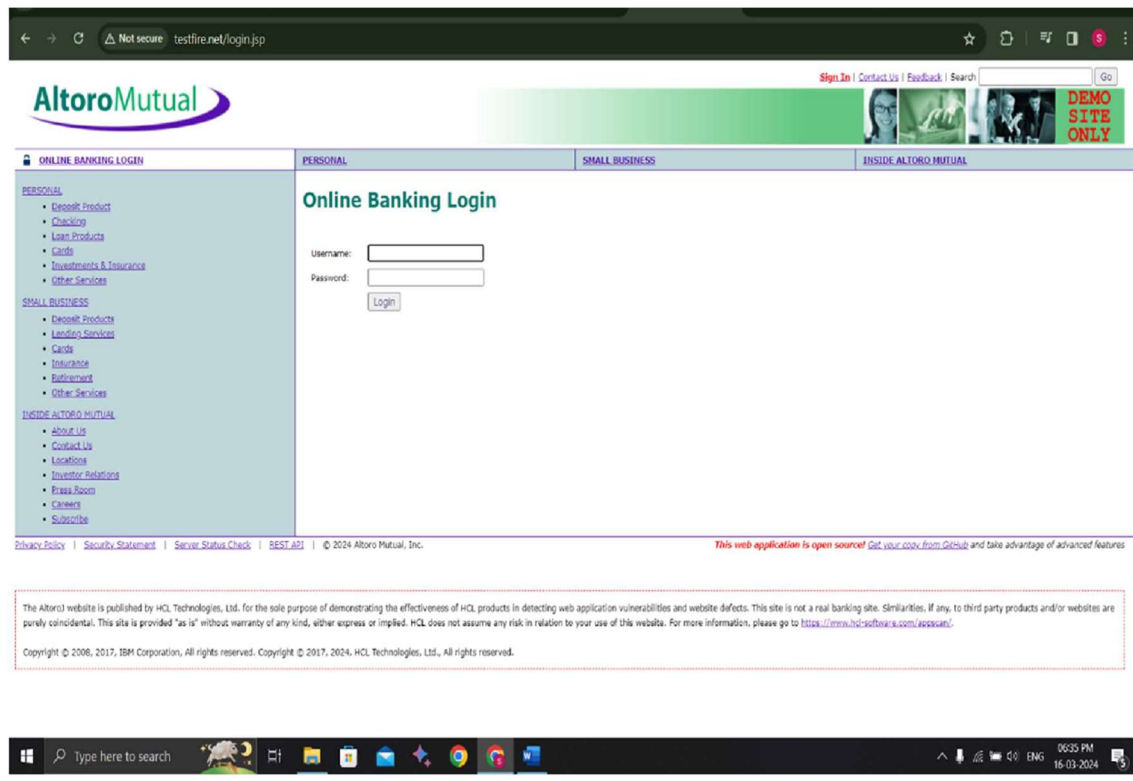 Not secure testfire.net/login.jsp
S
Sign In | Contact Us | Feedback | Search Go
AltoroMutual
DEMO
SITE
ONLY
ONLINE BANKING LOGIN PERSONAL SMALL BUSINESS INSIDE ALTORO MUTUAL
PERSONAL
Deposit Product
Checking
Loan Products
Cards
Investments & Insurance
Other Services
SMALL BUSINESS
Deposit Products
Lending Services
Cards
Insurance
Retirement
Other Services
INSIDE ALTORO MUTUAL
About Us
Contact Us
Locations
Investor Relations
Press Room
Careers
Subscribe
Online Banking Login
Username:
Password:
Login
Privacy Policy | Security Statement | Server Status Check | REST API | © 2024 Altoro Mutual, Inc. This web application is open source! Get your copy from GitHub and take advantage of advanced features
The AltoroJ website is published by HCL Technologies, Ltd. for the sole purpose of demonstrating the effectiveness of HCL products in detecting web application vulnerabilities and website defects. This site is not a real banking site. Similarities, if any, to third party products and/or websites are
purely coincidental. This site is provided "as is" without warranty of any kind, either express or implied. HCL does not assume any risk in relation to your use of this website. For more information, please go to https://www.hcl-software.com/appscan/.
Copyright © 2008, 2017, IBM Corporation, All rights reserved. Copyright © 2017, 2024, HCL Technologies, Ltd., All rights reserved.
Type here to search
ENG
06:35 PM
16-03-2024
5